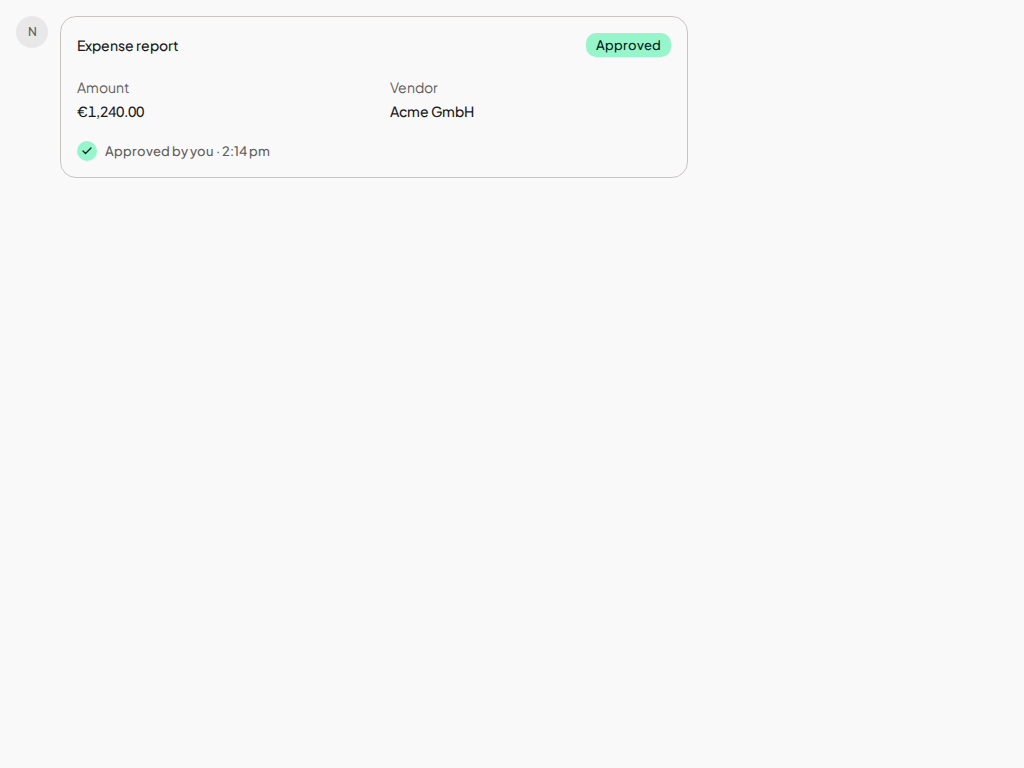 N
Expense report
Approved
Amount
Vendor
€1,240.00
Acme GmbH
Approved by you · 2:14 pm